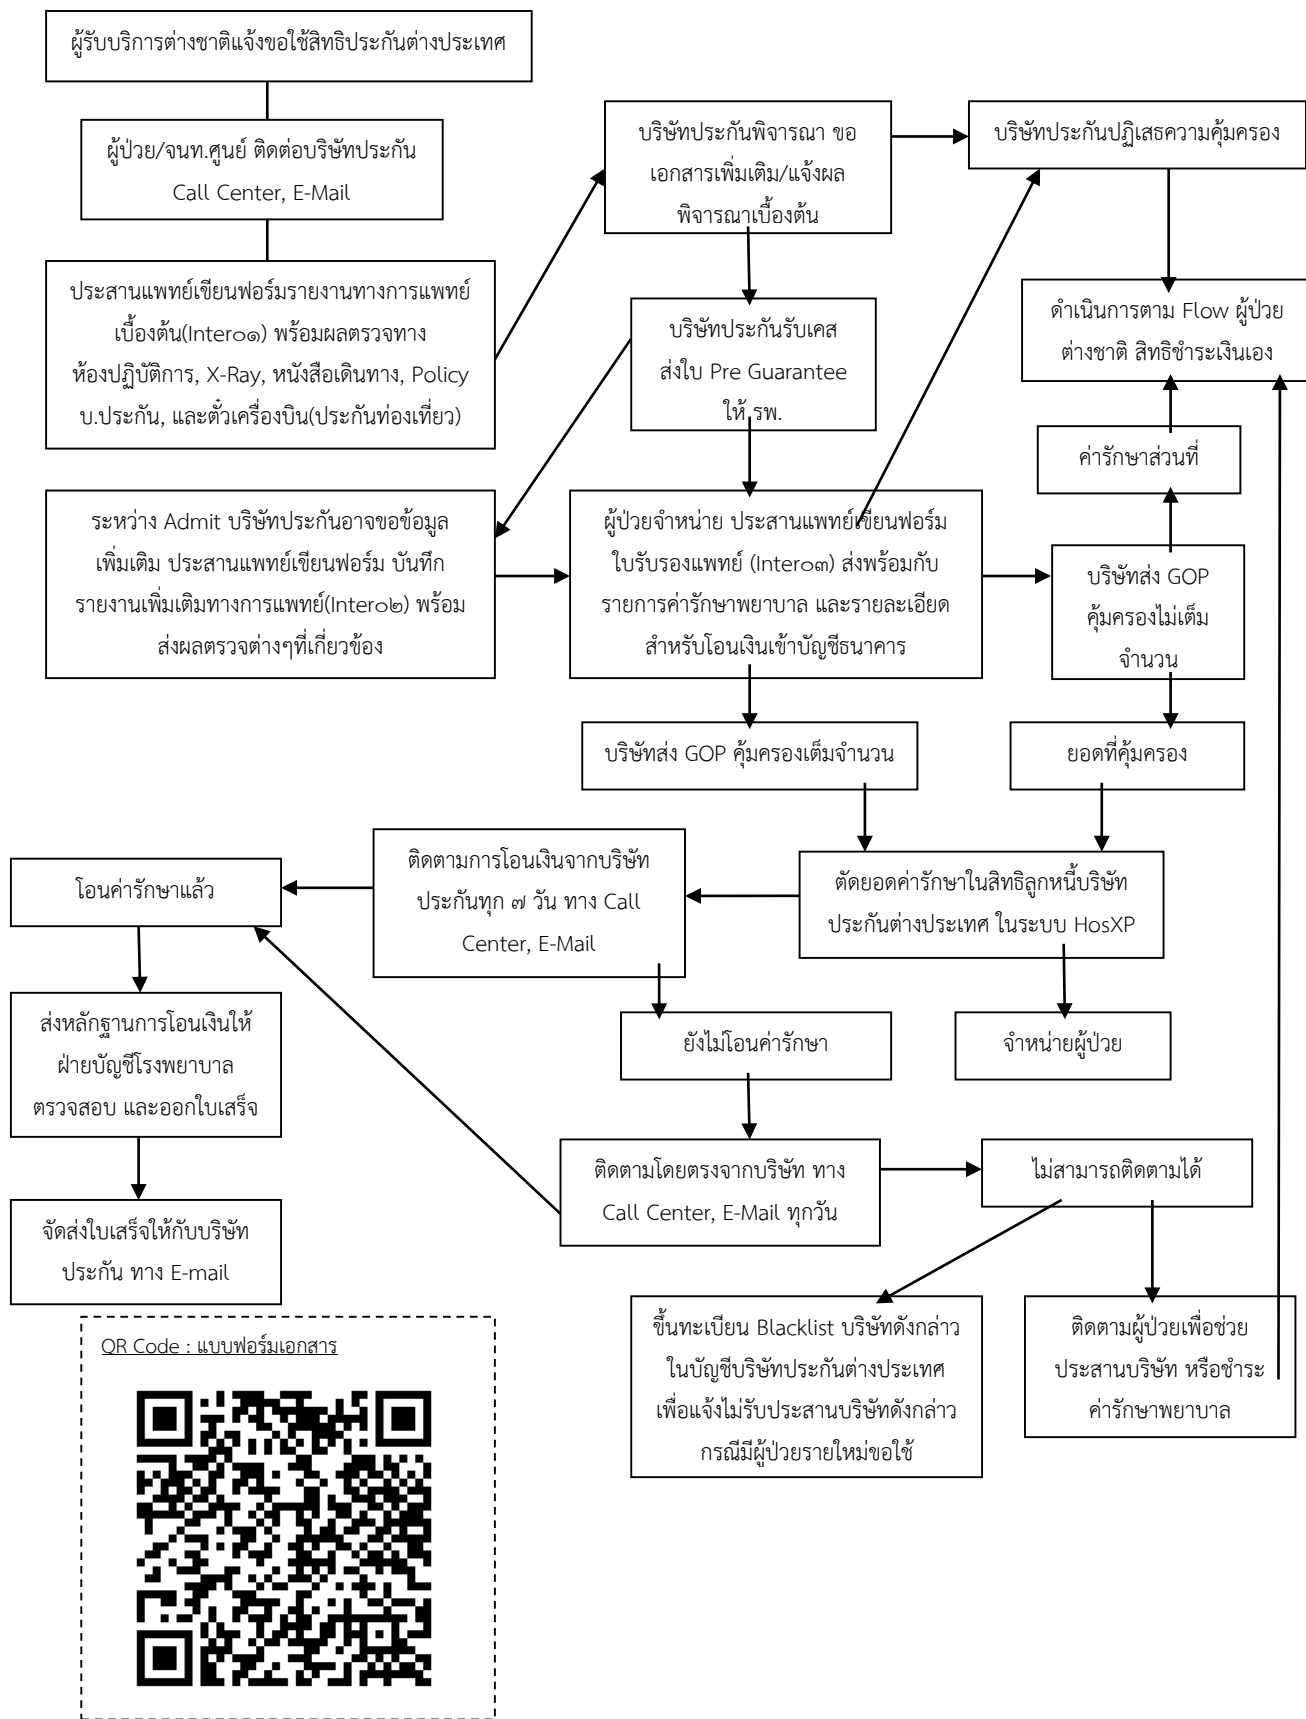 ผู้รับบริการต่างชาติแจ้งขอใช้สิทธิประกันต่างประเทศ
ผู้ป่วย/จนท.ศูนย์ ติดต่อบริษัทประกัน
Call Center, E-Mail
ประสานแพทย์เขียนฟอร์มรายงานทางการแพทย์
เบื้องต้น(Inter๐๑) พร้อมผลตรวจทาง
ห้องปฏิบัติการ, X-Ray, หนังสือเดินทาง, Policy
บ.ประกัน, และตั๋วเครื่องบิน(ประกันท่องเที่ยว)
บริษัทประกันพิจารณา ขอ
เอกสารเพิ่มเติม/แจ้งผล
พิจารณาเบื้องต้น
บริษัทประกันปฏิเสธความคุ้มครอง
บริษัทประกันรับเคส
ส่งใบ Pre Guarantee
ให้ รพ.
ดำเนินการตาม Flow ผู้ป่วย
ต่างชาติ สิทธิชำระเงินเอง
ค่ารักษาส่วนที่
ระหว่าง Admit บริษัทประกันอาจขอข้อมูล
เพิ่มเติม ประสานแพทย์เขียนฟอร์ม บันทึก
รายงานเพิ่มเติมทางการแพทย์(Inter๐๒) พร้อม
ส่งผลตรวจต่างๆที่เกี่ยวข้อง
ผู้ป่วยจำหน่าย ประสานแพทย์เขียนฟอร์ม
ใบรับรองแพทย์ (Inter๐๓) ส่งพร้อมกับ
รายการค่ารักษาพยาบาล และรายละเอียด
สำหรับโอนเงินเข้าบัญชีธนาคาร
บริษัทส่ง GOP
คุ้มครองไม่เต็ม
จำนวน
บริษัทส่ง GOP คุ้มครองเต็มจำนวน
ยอดที่คุ้มครอง
ตัดยอดค่ารักษาในสิทธิลูกหนี้บริษัท
ประกันต่างประเทศ ในระบบ HosXP
ติดตามการโอนเงินจากบริษัท
ประกันทุก ๗ วัน ทาง Call
Center, E-Mail
โอนค่ารักษาแล้ว
ส่งหลักฐานการโอนเงินให้
ฝ่ายบัญชีโรงพยาบาล
ตรวจสอบ และออกใบเสร็จ
ยังไม่โอนค่ารักษา
จำหน่ายผู้ป่วย
ติดตามโดยตรงจากบริษัท ทาง
Call Center, E-Mail ทุกวัน
ไม่สามารถติดตามได้
จัดส่งใบเสร็จให้กับบริษัท
ประกัน ทาง E-mail
ขึ้นทะเบียน Blacklist บริษัทดังกล่าว
ในบัญชีบริษัทประกันต่างประเทศ
เพื่อแจ้งไม่รับประสานบริษัทดังกล่าว
กรณีมีผู้ป่วยรายใหม่ขอใช้
ติดตามผู้ป่วยเพื่อช่วย
ประสานบริษัท หรือชำระ
ค่ารักษาพยาบาล
QR Code : แบบฟอร์มเอกสาร